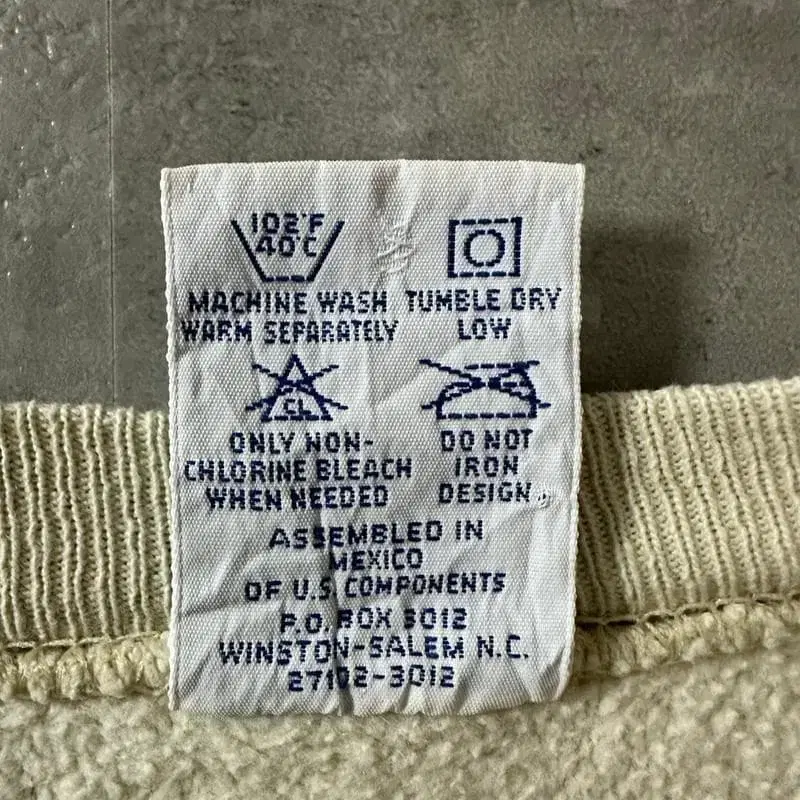 102°F
40°C
MACHINE WASH
WARM SEPARATELY
TUMBLE DRY
LOW
CL
ONLY NON-
CHLORINE BLEACH
WHEN NEEDED
DO NOT
IRON
DESIGN
ASSEMBLED IN
MEXICO
OF U.S. COMPONENTS
P.O. BOX 3012
WINSTON-SALEM N.C.
27102-3012